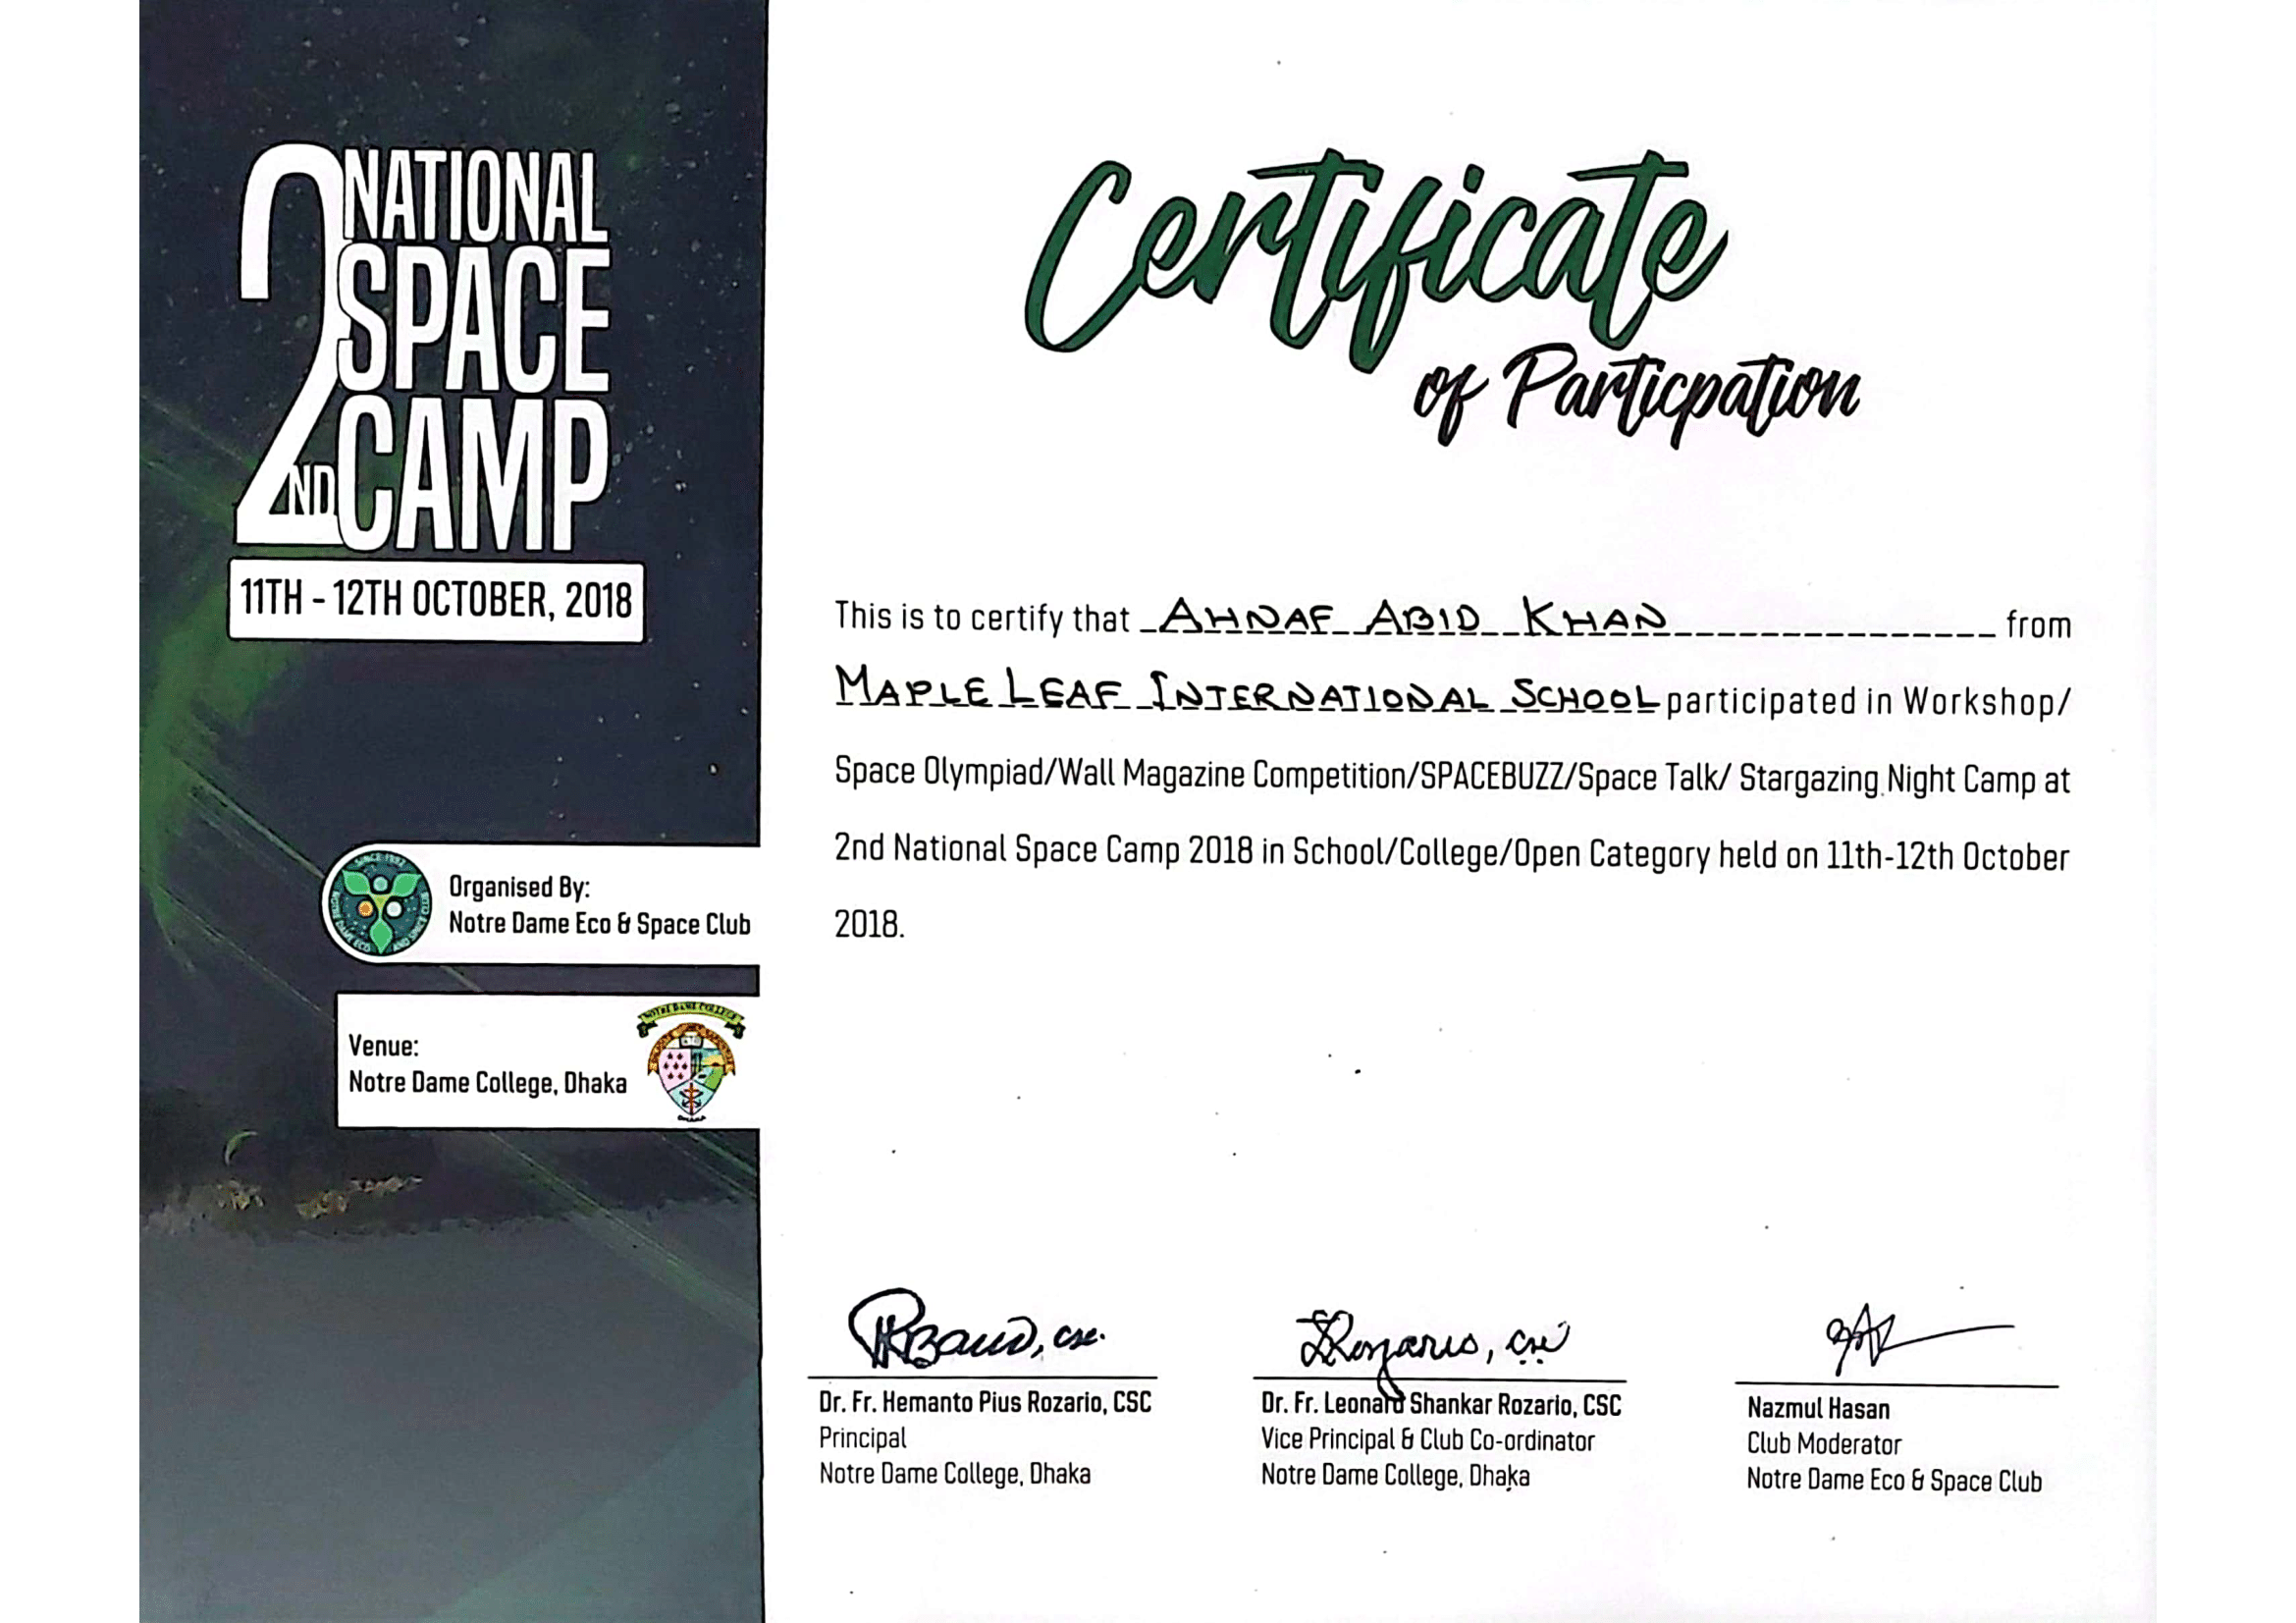 2ND NATIONAL
SPACE
CAMP
11TH - 12TH OCTOBER, 2018
Organised By:
Notre Dame Eco & Space Club
SINCE 1992
NOTRE DAME ECO AND SPACE CLUB
Venue:
Notre Dame College, Dhaka
NOTRE DAME COLLEGE
Certificate
of Particpation
This is to certify that AHNAF ABID KHAN from
MAPLE LEAF INTERNATIONAL SCHOOL participated in Workshop/
Space Olympiad/Wall Magazine Competition/SPACEBUZZ/Space Talk/ Stargazing Night Camp at
2nd National Space Camp 2018 in School/College/Open Category held on 11th-12th October
2018.
Dr. Fr. Hemanto Pius Rozario, CSC
Principal
Notre Dame College, Dhaka
Dr. Fr. Leonard Shankar Rozario, CSC
Vice Principal & Club Co-ordinator
Notre Dame College, Dhaka
Nazmul Hasan
Club Moderator
Notre Dame Eco & Space Club